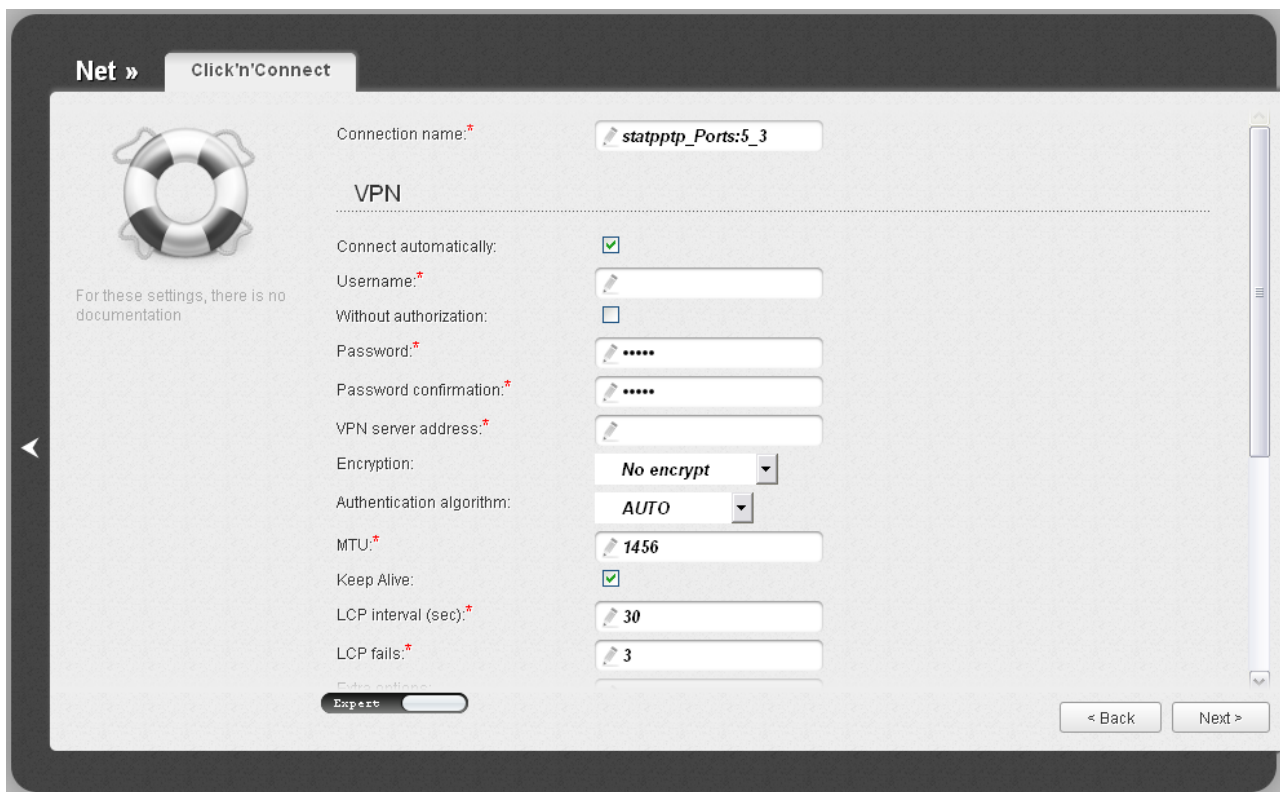 Net » Click'n'Connect
Connection name:* statpptp_Ports:5_3
VPN
Connect automatically:
Username:*
For these settings, there is no
documentation
Without authorization:
Password:* •••••
Password confirmation:* •••••
VPN server address:*
Encryption: No encrypt
Authentication algorithm: AUTO
MTU:* 1456
Keep Alive:
LCP interval (sec):* 30
LCP fails:* 3
Extra options:
Expert
< Back Next >